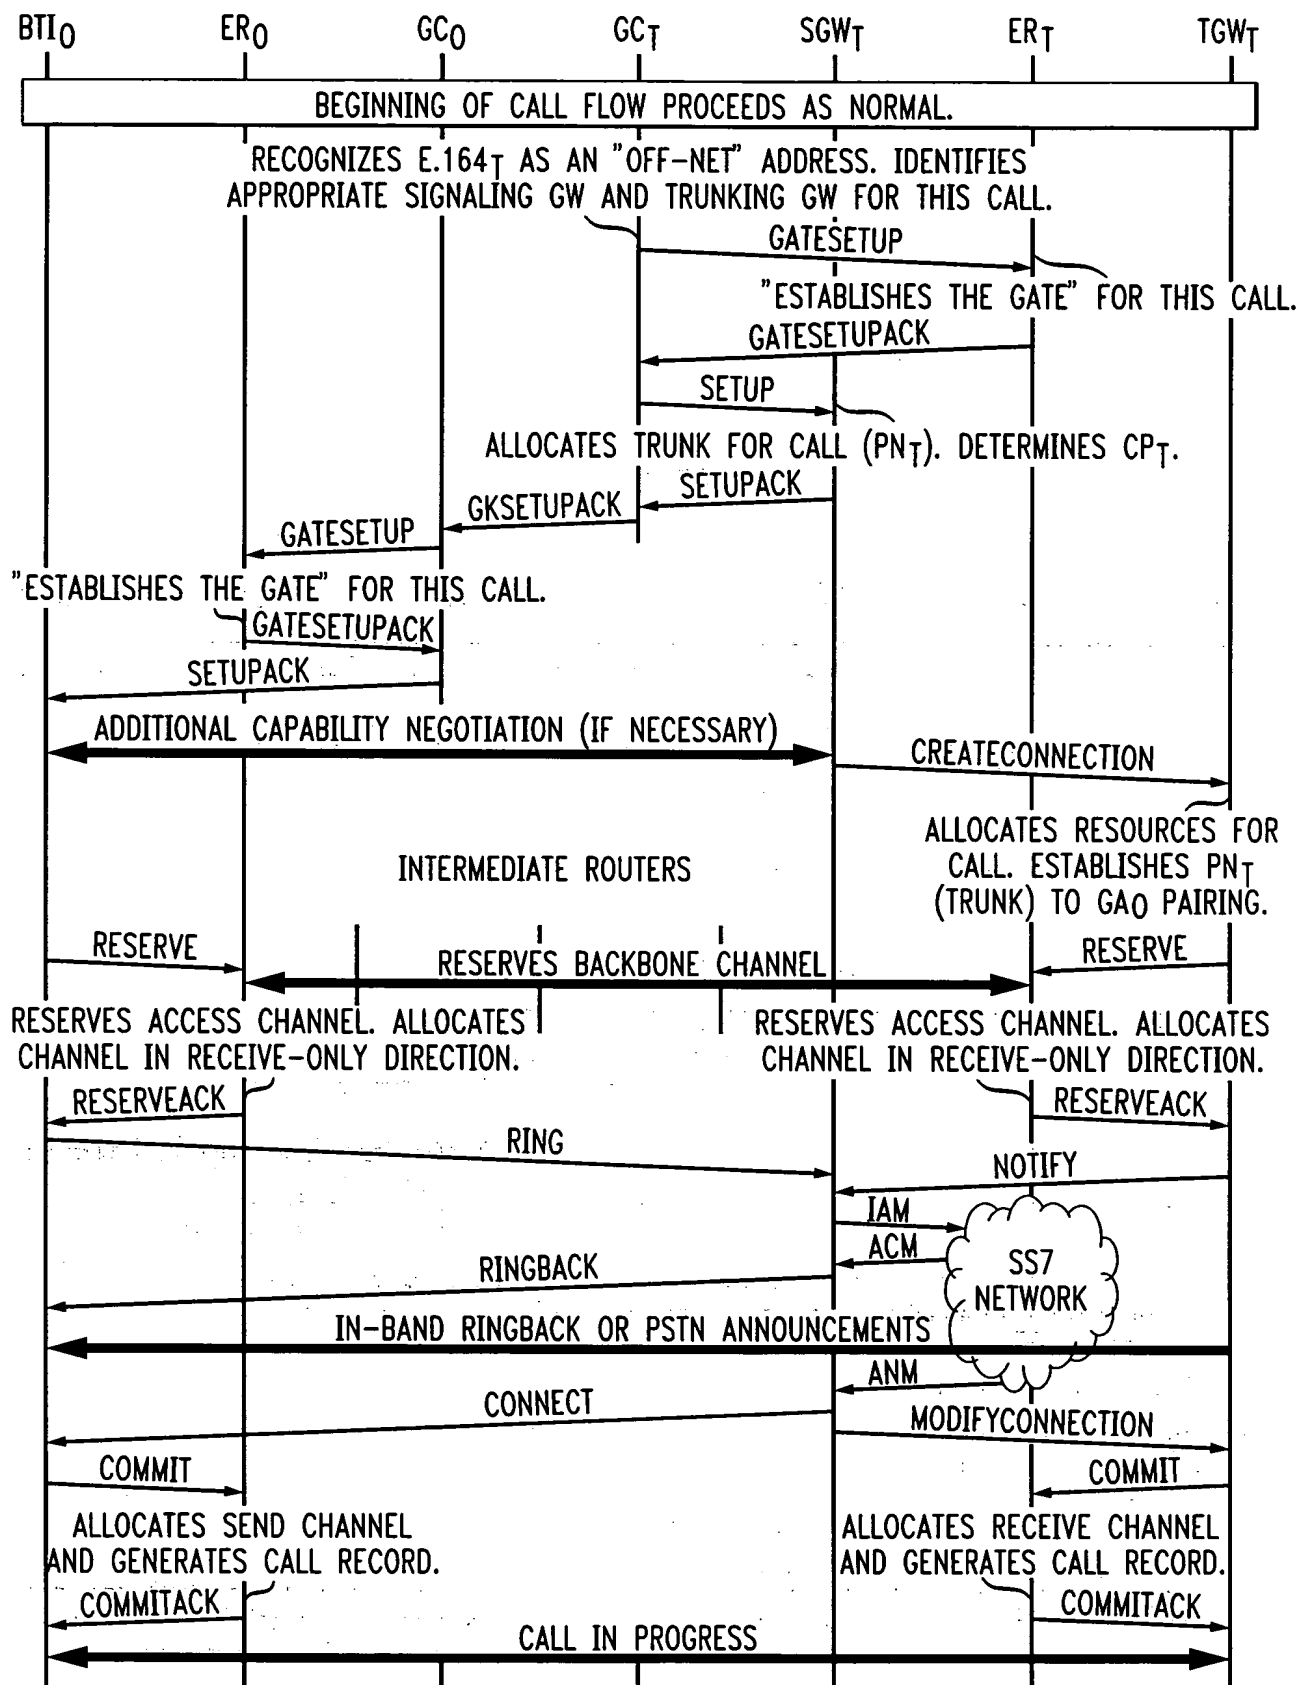 BTIO ERO GCO GCT SGWT ERT TGWT
BEGINNING OF CALL FLOW PROCEEDS AS NORMAL.
RECOGNIZES E.164T AS AN "OFF-NET" ADDRESS. IDENTIFIES
APPROPRIATE SIGNALING GW AND TRUNKING GW FOR THIS CALL.
GATESETUP
"ESTABLISHES THE GATE" FOR THIS CALL.
GATESETUPACK
SETUP
ALLOCATES TRUNK FOR CALL (PNT). DETERMINES CPT.
SETUPACK
GKSETUPACK
GATESETUP
"ESTABLISHES THE GATE" FOR THIS CALL.
GATESETUPACK
SETUPACK
ADDITIONAL CAPABILITY NEGOTIATION (IF NECESSARY)
CREATECONNECTION
ALLOCATES RESOURCES FOR
CALL. ESTABLISHES PNT
(TRUNK) TO GAO PAIRING.
INTERMEDIATE ROUTERS
RESERVE
RESERVES BACKBONE CHANNEL
RESERVE
RESERVES ACCESS CHANNEL. ALLOCATES
CHANNEL IN RECEIVE-ONLY DIRECTION.
RESERVES ACCESS CHANNEL. ALLOCATES
CHANNEL IN RECEIVE-ONLY DIRECTION.
RESERVEACK
RESERVEACK
RING
NOTIFY
IAM
ACM
SS7
NETWORK
RINGBACK
IN-BAND RINGBACK OR PSTN ANNOUNCEMENTS
ANM
CONNECT
MODIFYCONNECTION
COMMIT
COMMIT
ALLOCATES SEND CHANNEL
AND GENERATES CALL RECORD.
ALLOCATES RECEIVE CHANNEL
AND GENERATES CALL RECORD.
COMMITACK
COMMITACK
CALL IN PROGRESS